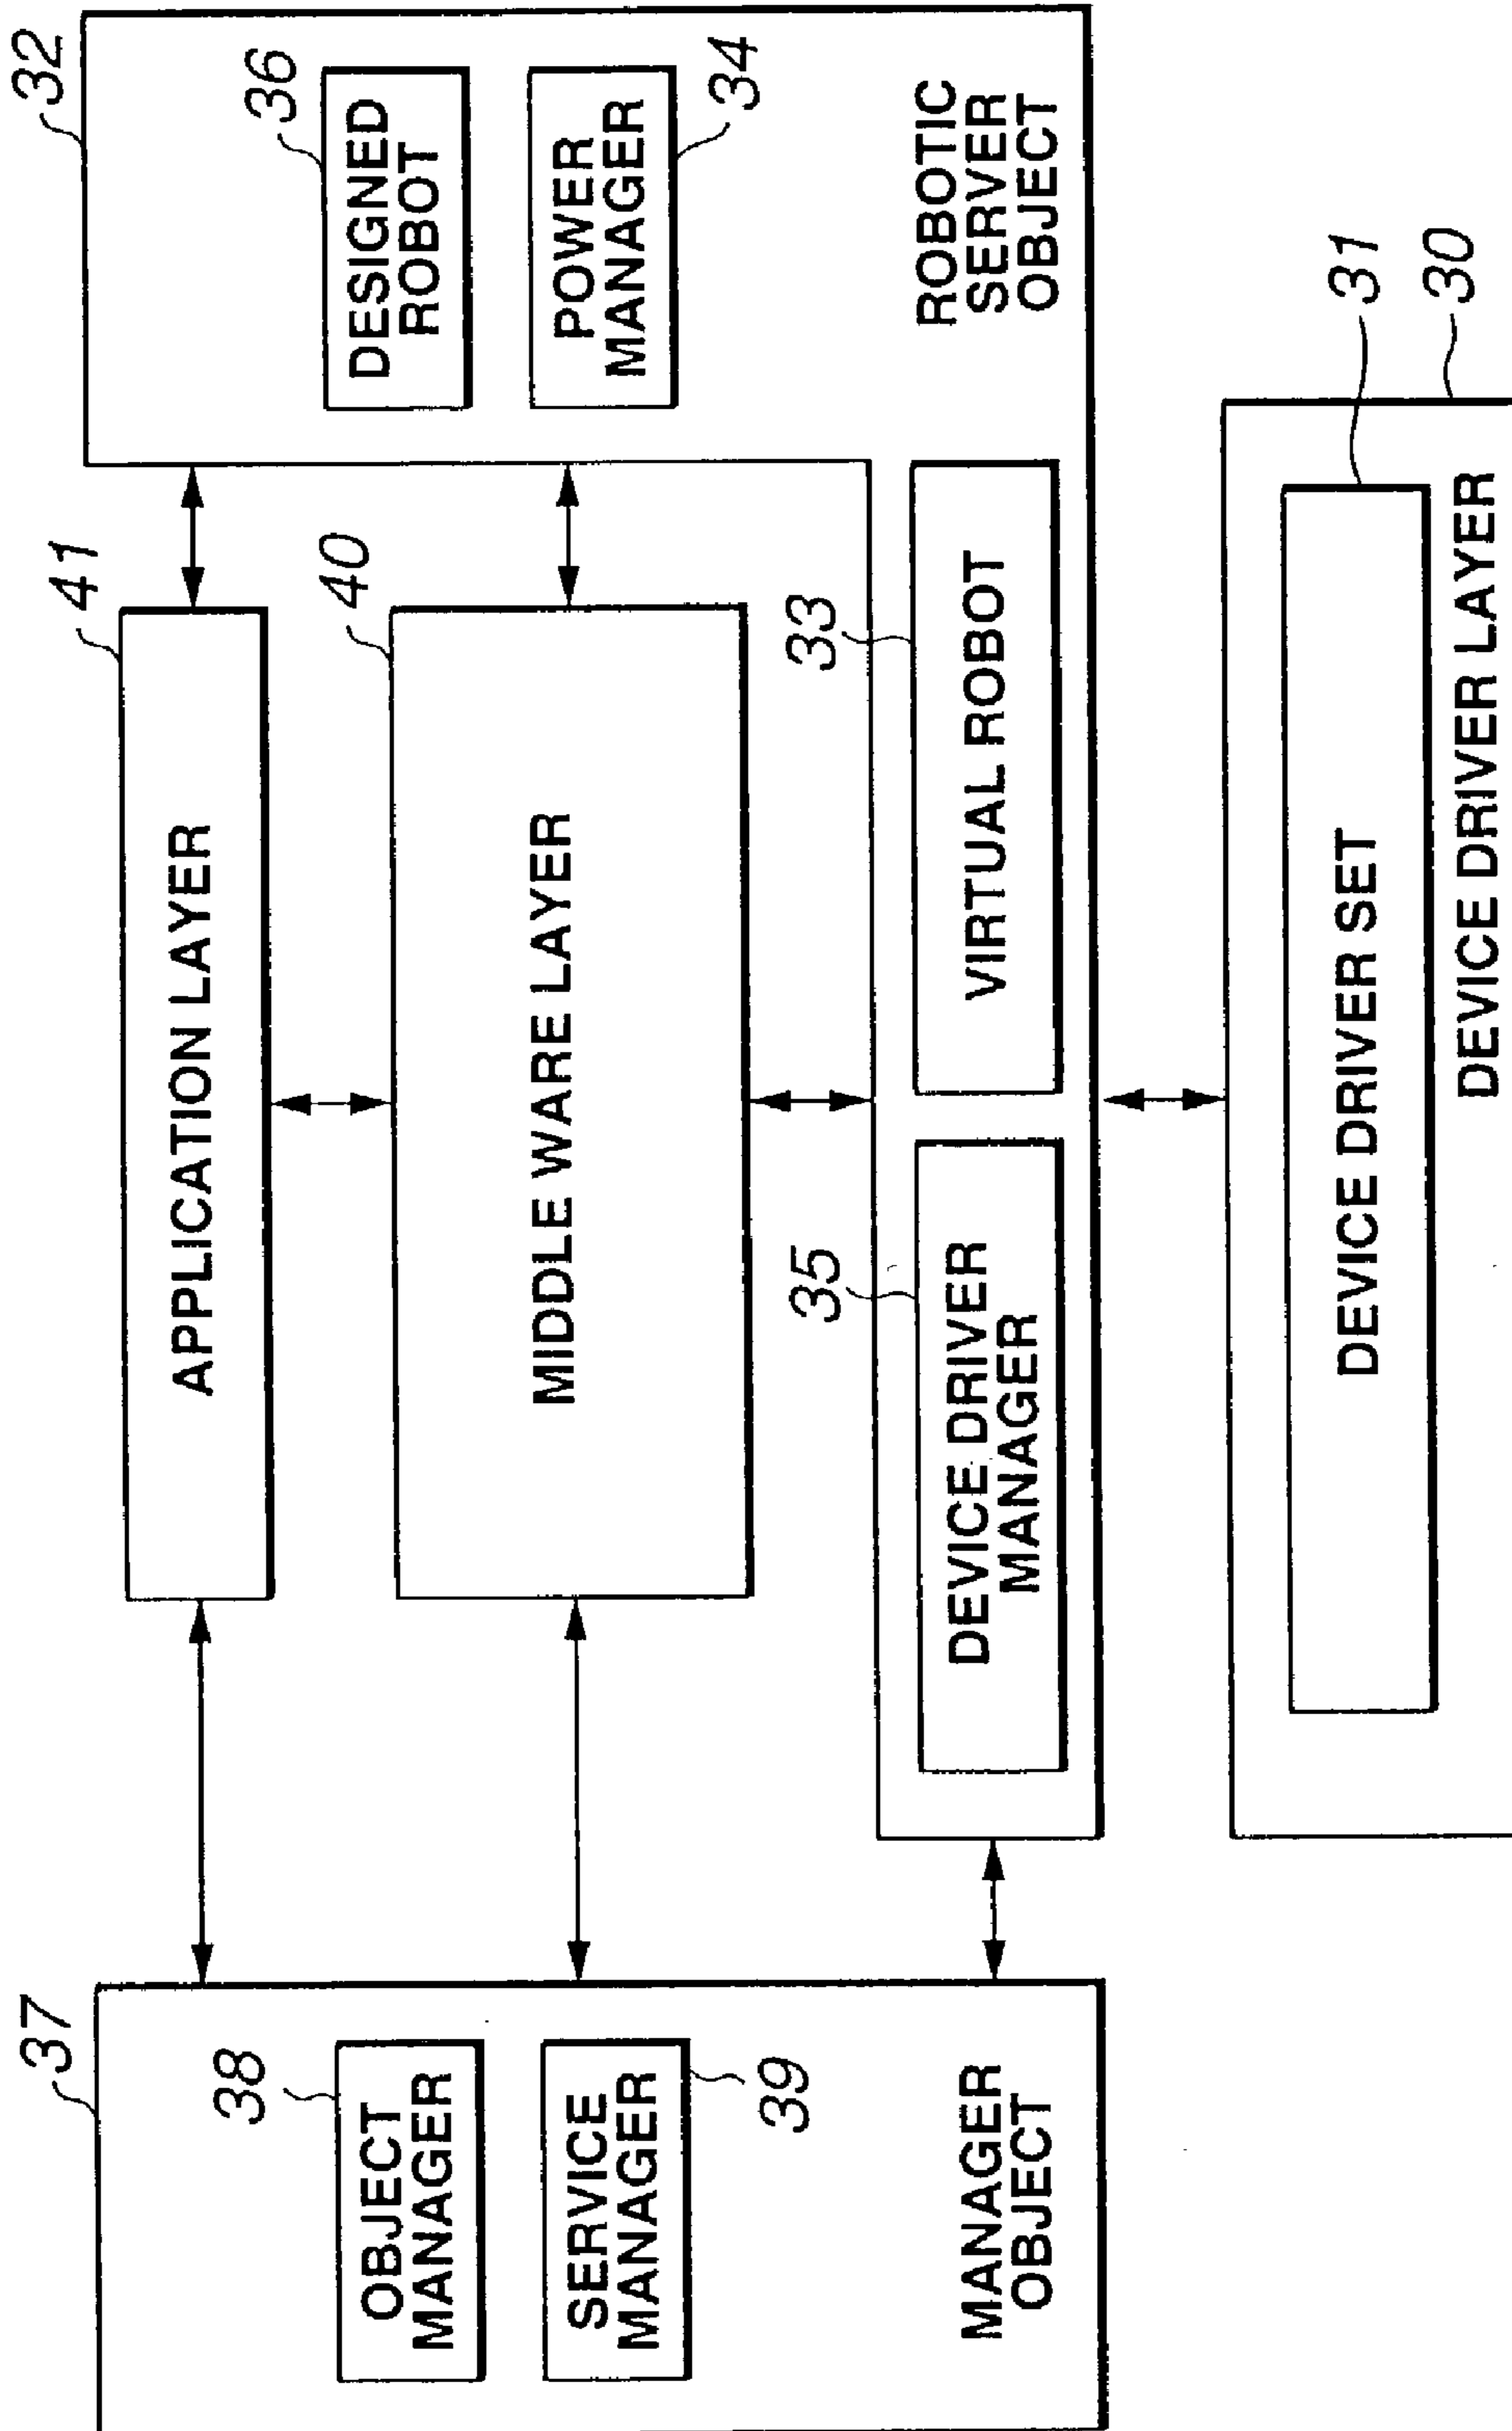 37
38
OBJECT
MANAGER
SERVICE
MANAGER
39
MANAGER
OBJECT
41
APPLICATION LAYER
40
MIDDLE WARE LAYER
35
DEVICE DRIVER
MANAGER
33
VIRTUAL ROBOT
32
36
DESIGNED
ROBOT
POWER
MANAGER
34
ROBOTIC
SERVER
OBJECT
31
DEVICE DRIVER SET
30
DEVICE DRIVER LAYER